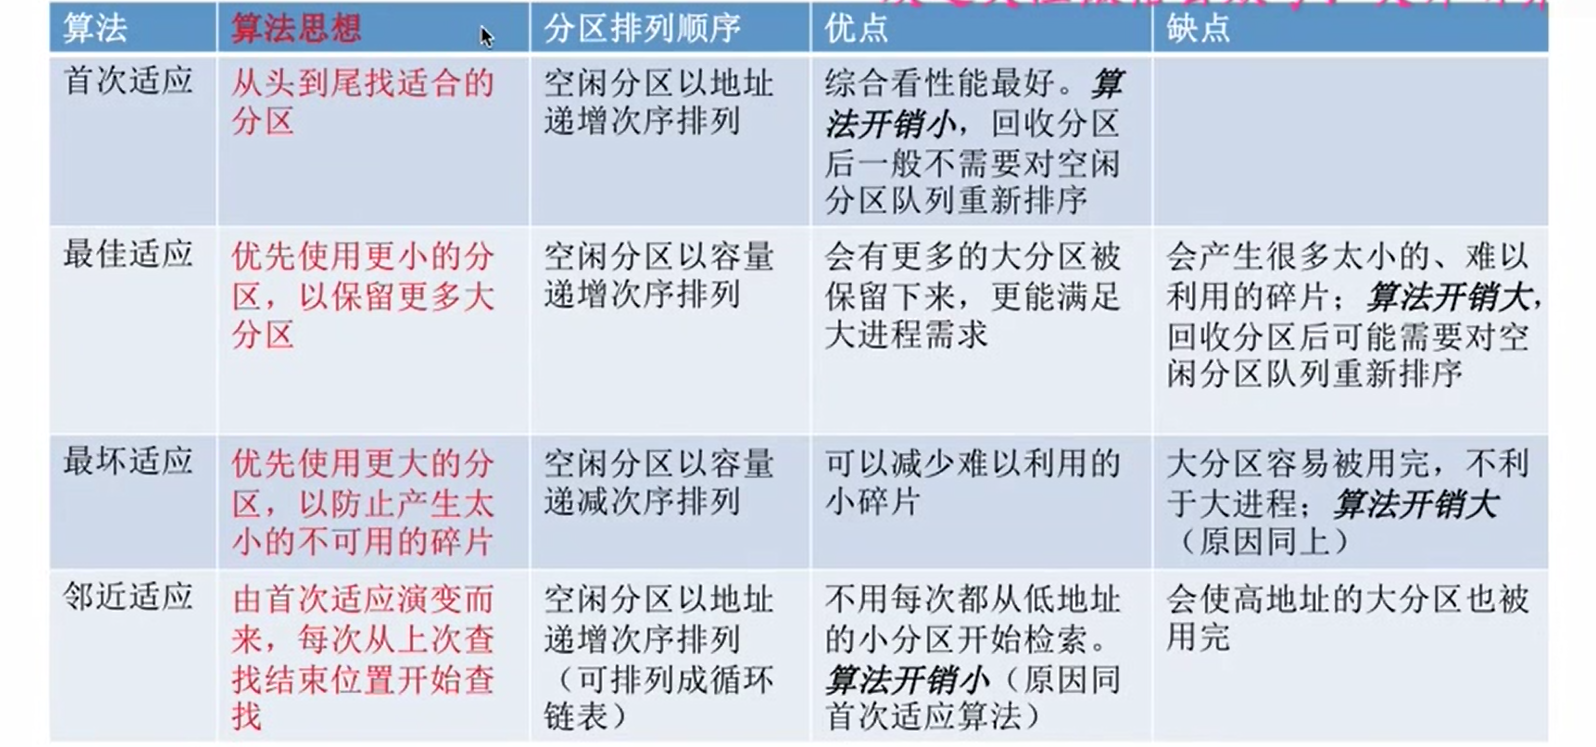 算法
算法思想
分区排列顺序
优点
缺点
首次适应
从头到尾找适合的
分区
空闲分区以地址
递增次序排列
综合看性能最好。算
法开销小，回收分区
后一般不需要对空闲
分区队列重新排序
最佳适应
优先使用更小的分
区，以保留更多大
分区
空闲分区以容量
递增次序排列
会有更多的大分区被
保留下来，更能满足
大进程需求
会产生很多太小的、难以
利用的碎片；算法开销大，
回收分区后可能需要对空
闲分区队列重新排序
最坏适应
优先使用更大的分
区，以防止产生太
小的不可用的碎片
空闲分区以容量
递减次序排列
可以减少难以利用的
小碎片
大分区容易被用完，不利
于大进程；算法开销大
（原因同上）
邻近适应
由首次适应演变而
来，每次从上次查
找结束位置开始查
找
空闲分区以地址
递增次序排列
（可排列成循环
链表）
不用每次都从低地址
的小分区开始检索。
算法开销小（原因同
首次适应算法）
会使高地址的大分区也被
用完